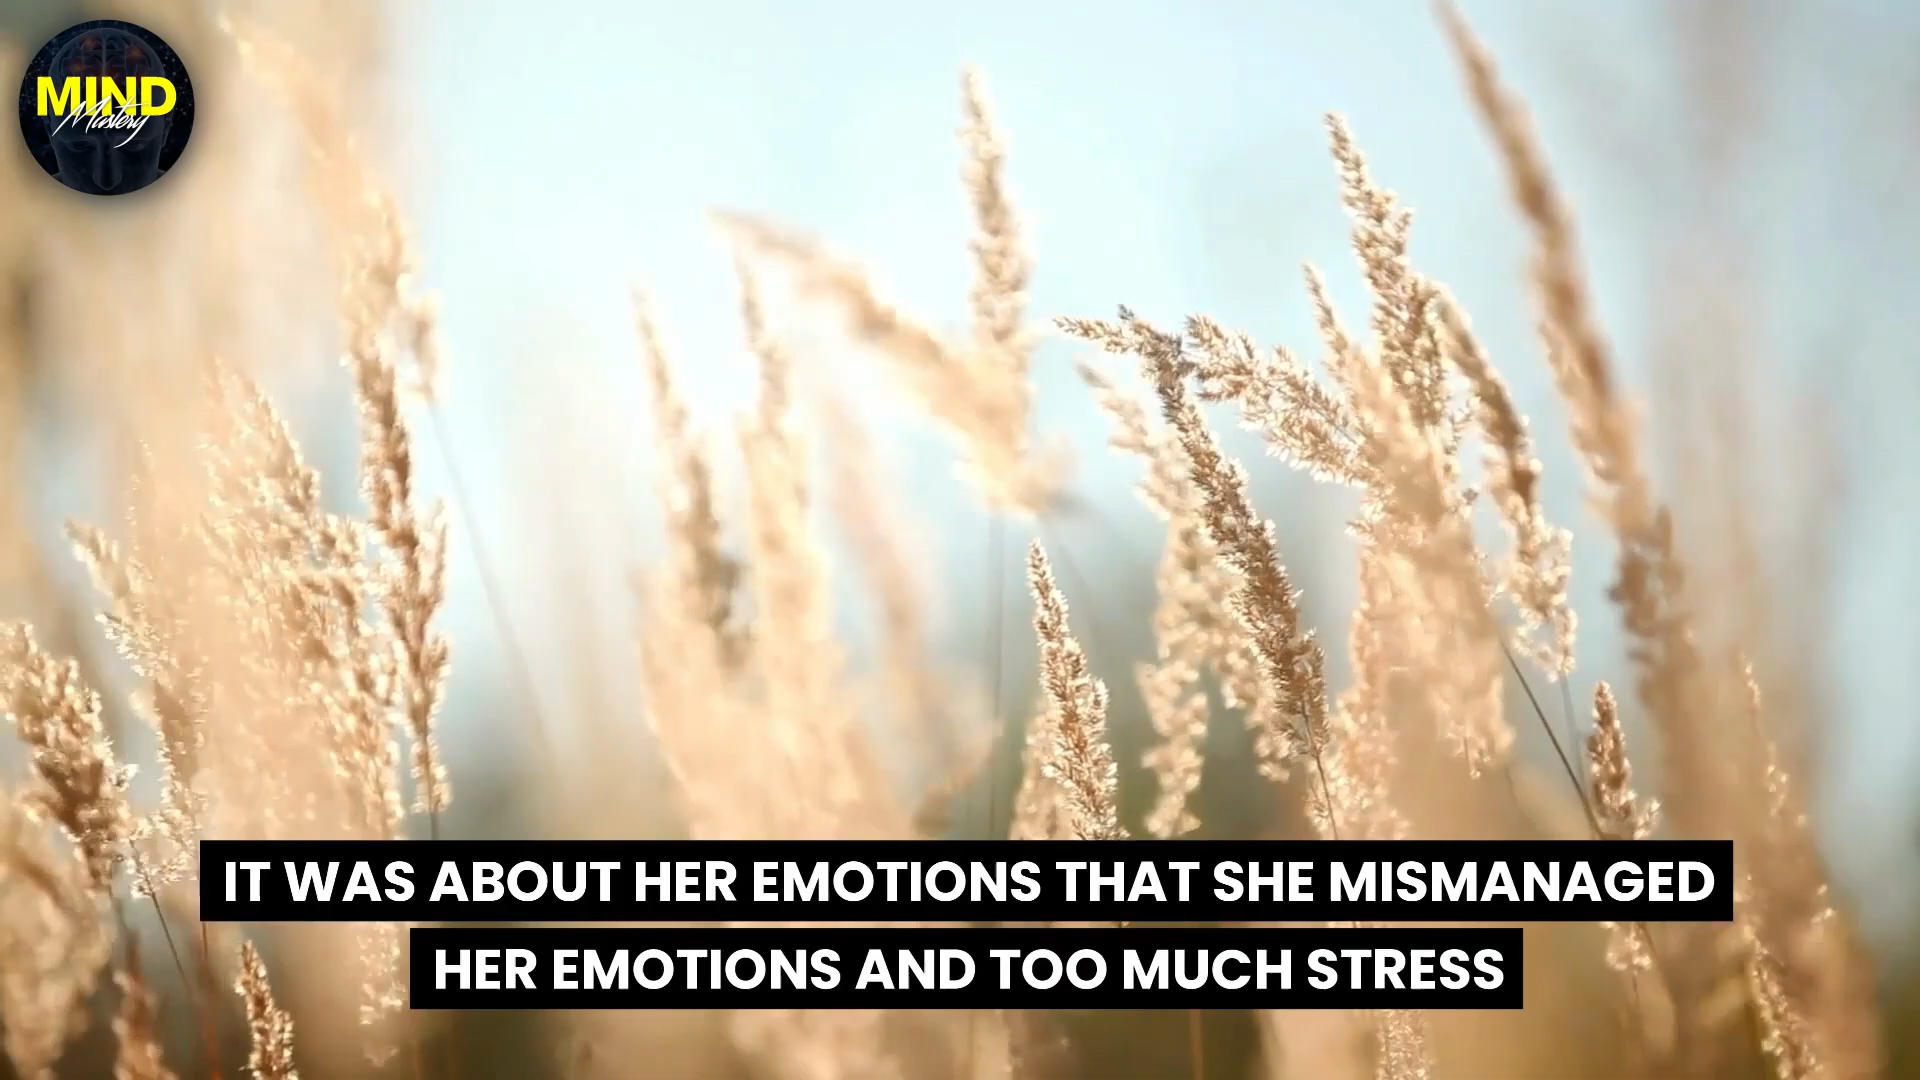 MIND
Mastery
IT WAS ABOUT HER EMOTIONS THAT SHE MISMANAGED
HER EMOTIONS AND TOO MUCH STRESS